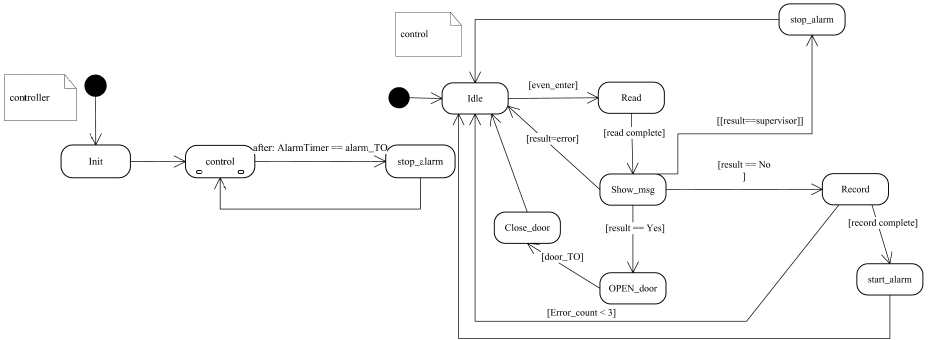 controller
Init
control
after: AlarmTimer == alarm_TO
stop_alarm
control
stop_alarm
Idle
[even_enter]
Read
[result=error]
[read complete]
[[result==supervisor]]
Show_msg
[result == No
]
Record
Close_door
[result == Yes]
[record complete]
[door_TO]
OPEN_door
start_alarm
[Error_count < 3]